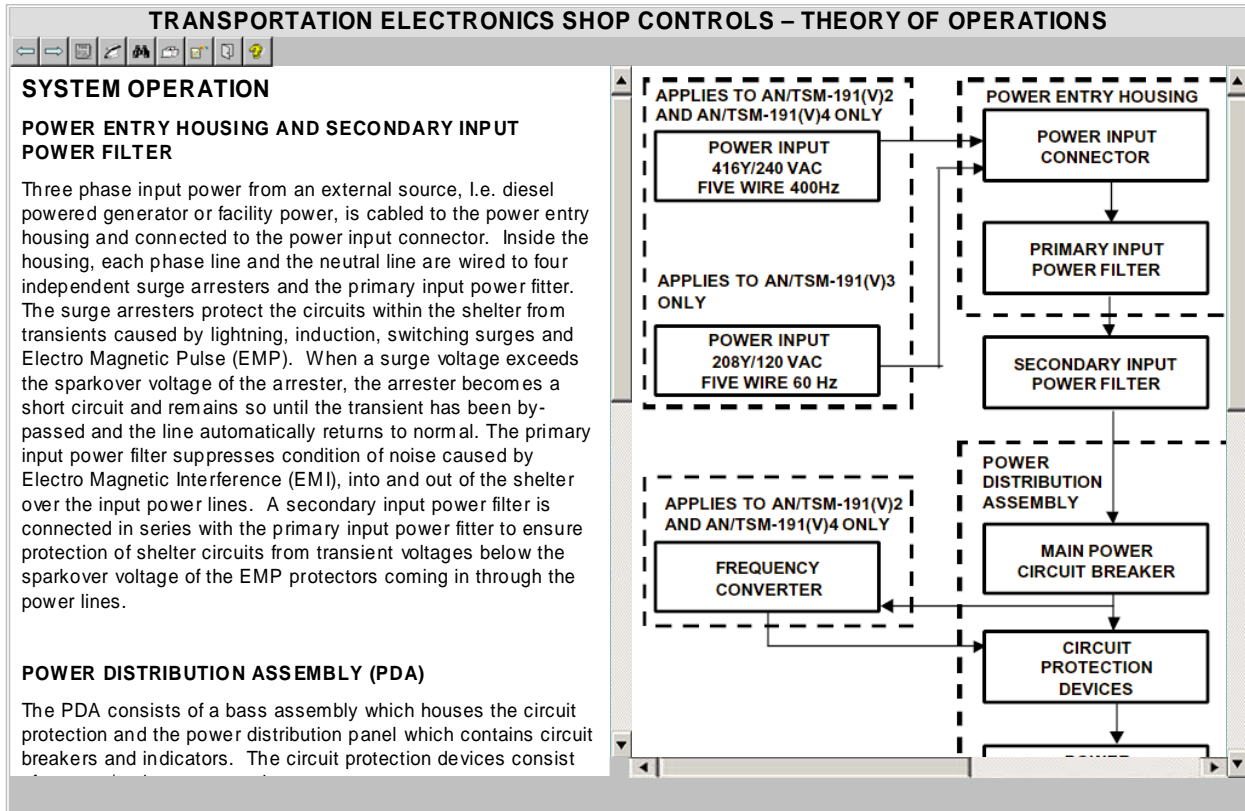 TRANSPORTATION ELECTRONICS SHOP CONTROLS – THEORY OF OPERATIONS
SYSTEM OPERATION
POWER ENTRY HOUSING AND SECONDARY INPUT
POWER FILTER
Three phase input power from an external source, I.e. diesel
powered generator or facility power, is cabled to the power entry
housing and connected to the power input connector.  Inside the
housing, each phase line and the neutral line are wired to four
independent surge arresters and the primary input power fitter.
The surge arresters protect the circuits within the shelter from
transients caused by lightning, induction, switching surges and
Electro Magnetic Pulse (EMP).  When a surge voltage exceeds
the sparkover voltage of the arrester, the arrester becomes a
short circuit and remains so until the transient has been by-
passed and the line automatically returns to normal. The primary
input power filter suppresses condition of noise caused by
Electro Magnetic Interference (EMI), into and out of the shelter
over the input power lines.  A secondary input power filter is
connected in series with the primary input power fitter to ensure
protection of shelter circuits from transient voltages below the
sparkover voltage of the EMP protectors coming in through the
power lines.
POWER DISTRIBUTION ASSEMBLY (PDA)
The PDA consists of a bass assembly which houses the circuit
protection and the power distribution panel which contains circuit
breakers and indicators.  The circuit protection devices consist
APPLIES TO AN/TSM-191(V)2
AND AN/TSM-191(V)4 ONLY
POWER INPUT
416Y/240 VAC
FIVE WIRE 400Hz
APPLIES TO AN/TSM-191(V)3
ONLY
POWER INPUT
208Y/120 VAC
FIVE WIRE 60 Hz
POWER ENTRY HOUSING
POWER INPUT
CONNECTOR
PRIMARY INPUT
POWER FILTER
SECONDARY INPUT
POWER FILTER
APPLIES TO AN/TSM-191(V)2
AND AN/TSM-191(V)4 ONLY
FREQUENCY
CONVERTER
POWER
DISTRIBUTION
ASSEMBLY
MAIN POWER
CIRCUIT BREAKER
CIRCUIT
PROTECTION
DEVICES